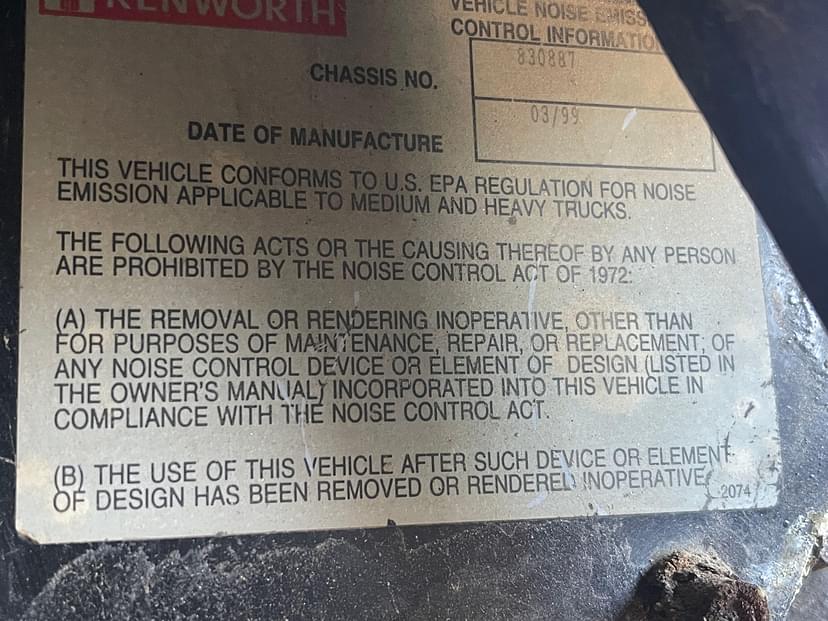 KENWORTH
VEHICLE NOISE EMISS
CONTROL INFORMATIO
CHASSIS NO.
830887
DATE OF MANUFACTURE
03/99
THIS VEHICLE CONFORMS TO U.S. EPA REGULATION FOR NOISE
EMISSION APPLICABLE TO MEDIUM AND HEAVY TRUCKS.
THE FOLLOWING ACTS OR THE CAUSING THEREOF BY ANY PERSON
ARE PROHIBITED BY THE NOISE CONTROL ACT OF 1972:
(A) THE REMOVAL OR RENDERING INOPERATIVE, OTHER THAN
FOR PURPOSES OF MAINTENANCE, REPAIR, OR REPLACEMENT; OF
ANY NOISE CONTROL DEVICE OR ELEMENT OF DESIGN (LISTED IN
THE OWNER'S MANUAL) INCORPORATED INTO THIS VEHICLE IN
COMPLIANCE WITH THE NOISE CONTROL ACT.
(B) THE USE OF THIS VEHICLE AFTER SUCH DEVICE OR ELEMENT
OF DESIGN HAS BEEN REMOVED OR RENDERED INOPERATIVE.
2074